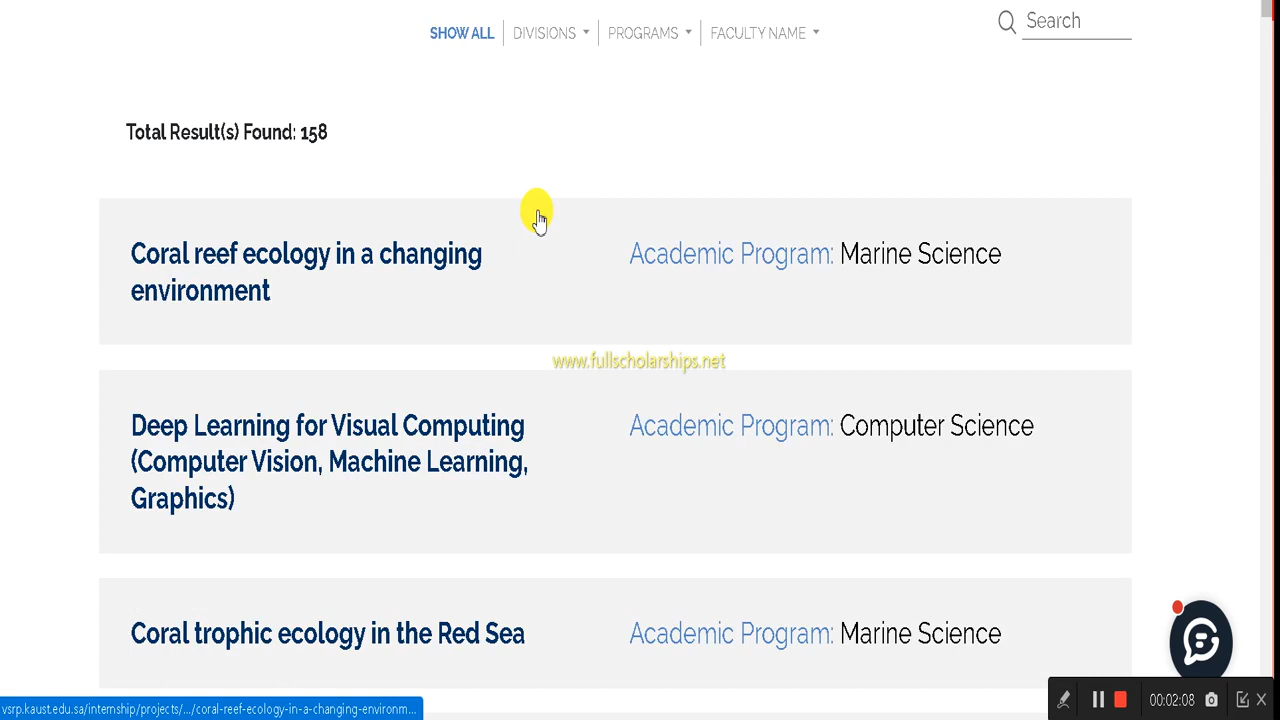 SHOW ALL
DIVISIONS
PROGRAMS
FACULTY NAME
Search
Total Result(s) Found: 158
Coral reef ecology in a changing
environment
Academic Program: Marine Science
www.fullscholarships.net
Deep Learning for Visual Computing
(Computer Vision, Machine Learning,
Graphics)
Academic Program: Computer Science
Coral trophic ecology in the Red Sea
Academic Program: Marine Science
vsrp.kaust.edu.sa/internship/projects/.../coral-reef-ecology-in-a-changing-environm...
00:02:08